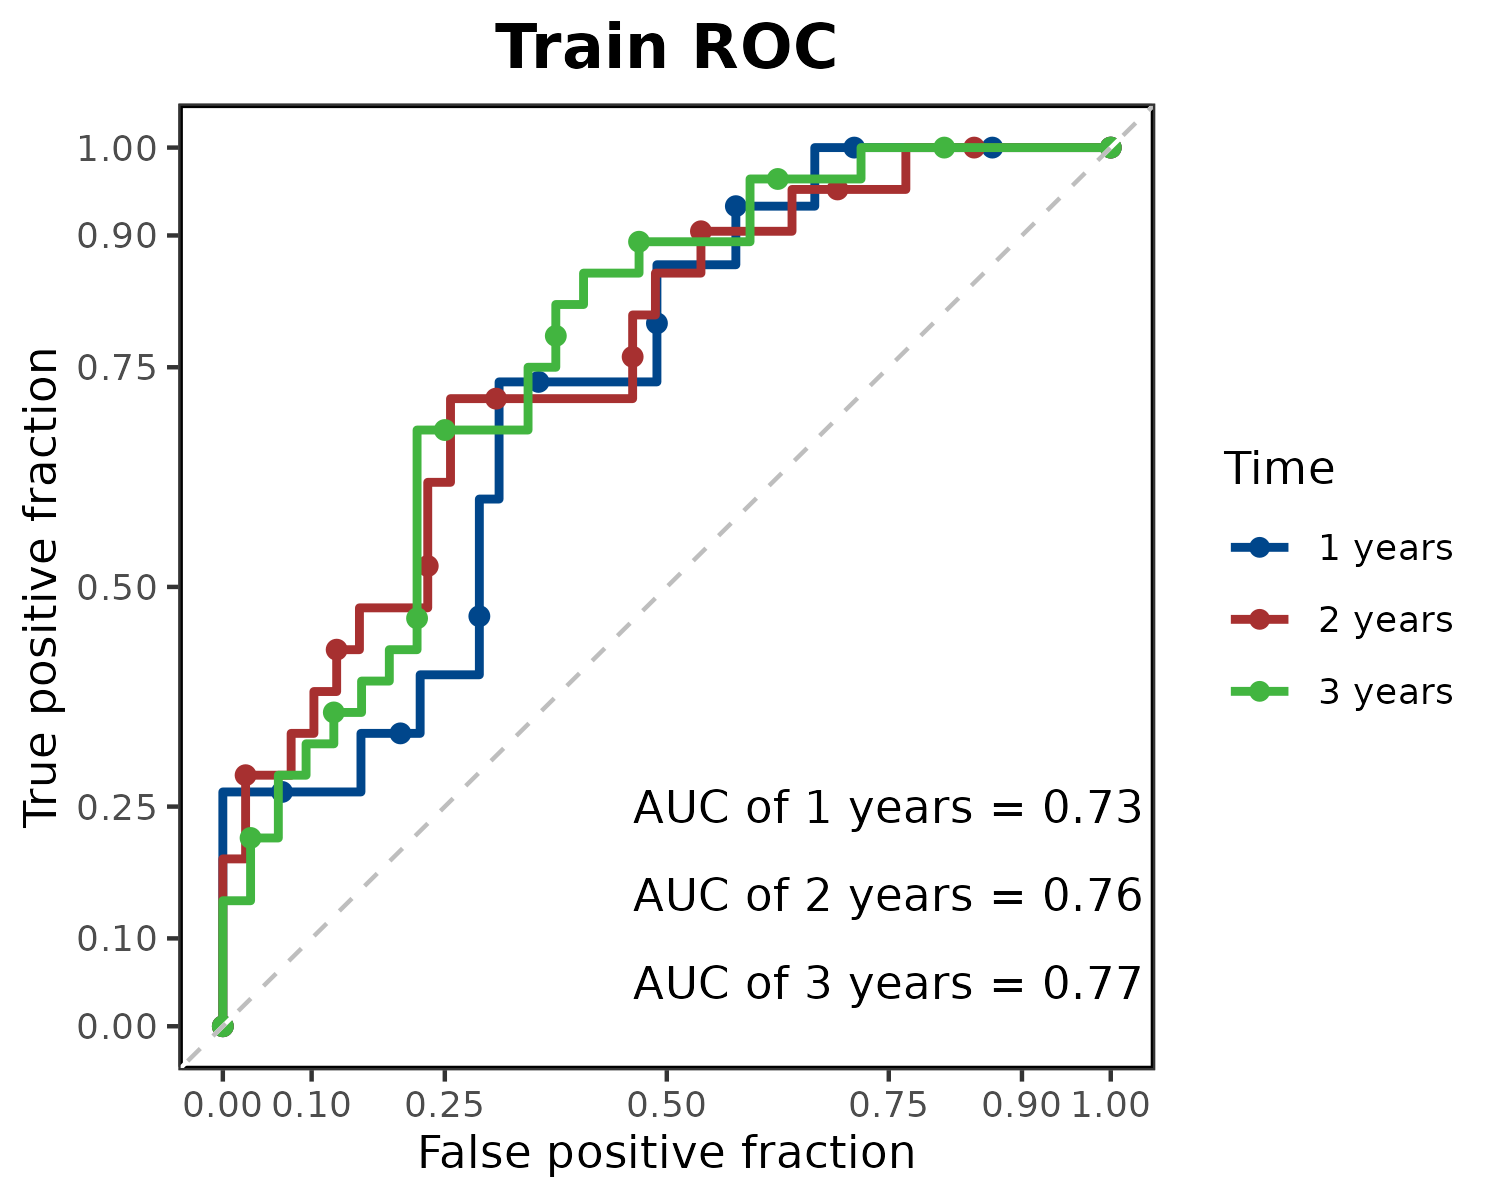 Train ROC
True positive fraction
1.00
0.90
0.75
0.50
0.25
0.10
0.00
AUC of 1 years = 0.73
AUC of 2 years = 0.76
AUC of 3 years = 0.77
0.00 0.10 0.25 0.50 0.75 0.90 1.00
False positive fraction
Time
1 years
2 years
3 years